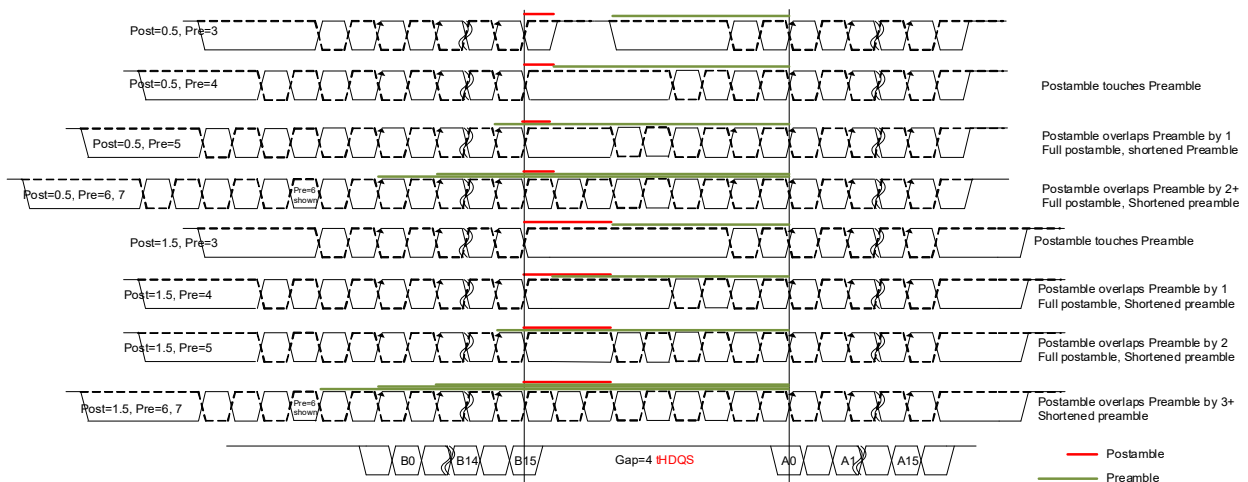 Post=0.5, Pre=3
Post=0.5, Pre=4
Postamble touches Preamble
Post=0.5, Pre=5
Postamble overlaps Preamble by 1
Full postamble, shortened Preamble
Post=0.5, Pre=6, 7
Pre=6
shown
Postamble overlaps Preamble by 2+
Full postamble, Shortened preamble
Post=1.5, Pre=3
Postamble touches Preamble
Post=1.5, Pre=4
Postamble overlaps Preamble by 1
Full postamble, Shortened preamble
Post=1.5, Pre=5
Postamble overlaps Preamble by 2
Full postamble, Shortened preamble
Post=1.5, Pre=6, 7
Pre=6
shown
Postamble overlaps Preamble by 3+
Shortened preamble
B0 B14 B15 Gap=4 tHDQS A0 A1 A15
Postamble
Preamble